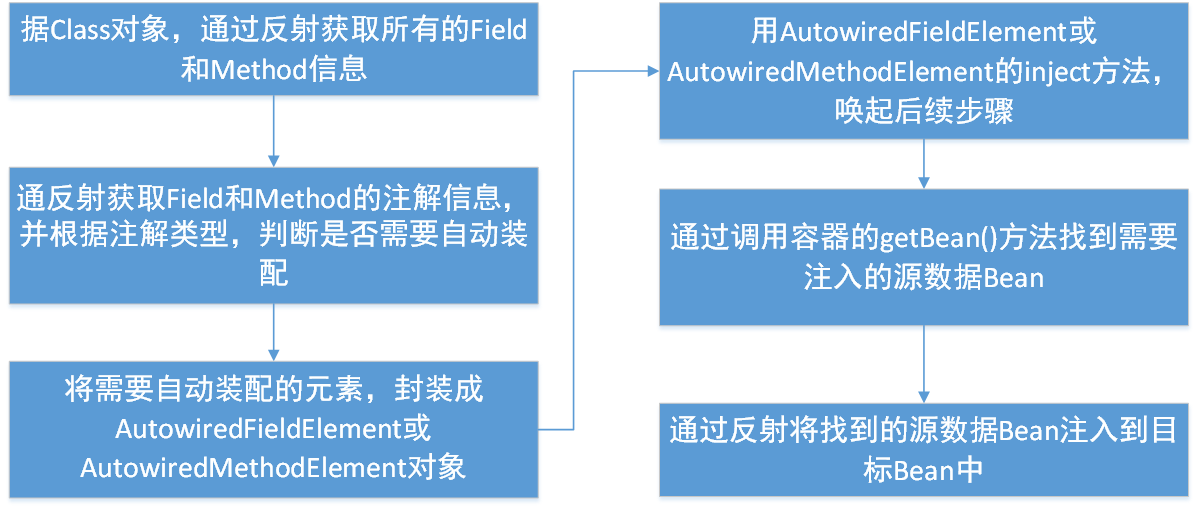 据Class对象，通过反射获取所有的Field
和Method信息
通反射获取Field和Method的注解信息，
并根据注解类型，判断是否需要自动装
配
将需要自动装配的元素，封装成
AutowiredFieldElement或
AutowiredMethodElement对象
用AutowiredFieldElement或
AutowiredMethodElement的inject方法，
唤起后续步骤
通过调用容器的getBean()方法找到需要
注入的源数据Bean
通过反射将找到的源数据Bean注入到目
标Bean中